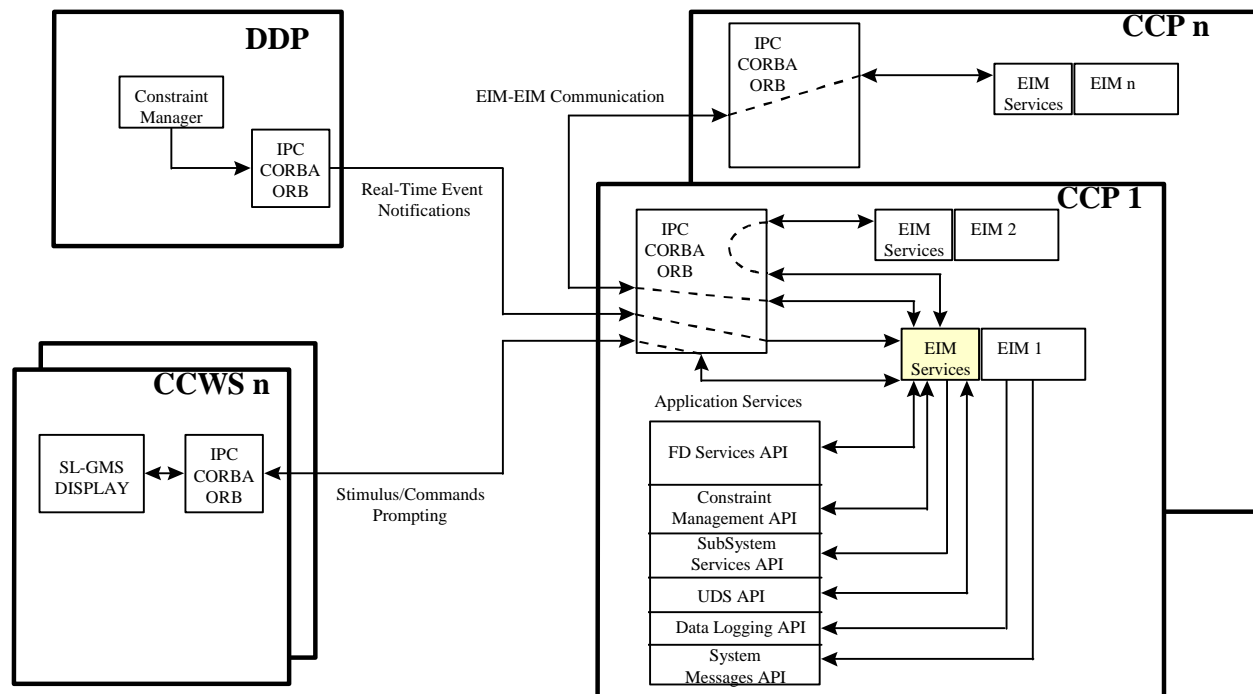 DDP
Constraint
Manager
IPC
CORBA
ORB
Real-Time Event
Notifications
EIM-EIM Communication
CCP n
IPC
CORBA
ORB
EIM
Services
EIM n
CCP 1
IPC
CORBA
ORB
EIM
Services
EIM 2
EIM
Services
EIM 1
CCWS n
SL-GMS
DISPLAY
IPC
CORBA
ORB
Stimulus/Commands
Prompting
Application Services
FD Services API
Constraint
Management API
SubSystem
Services API
UDS API
Data Logging API
System
Messages API